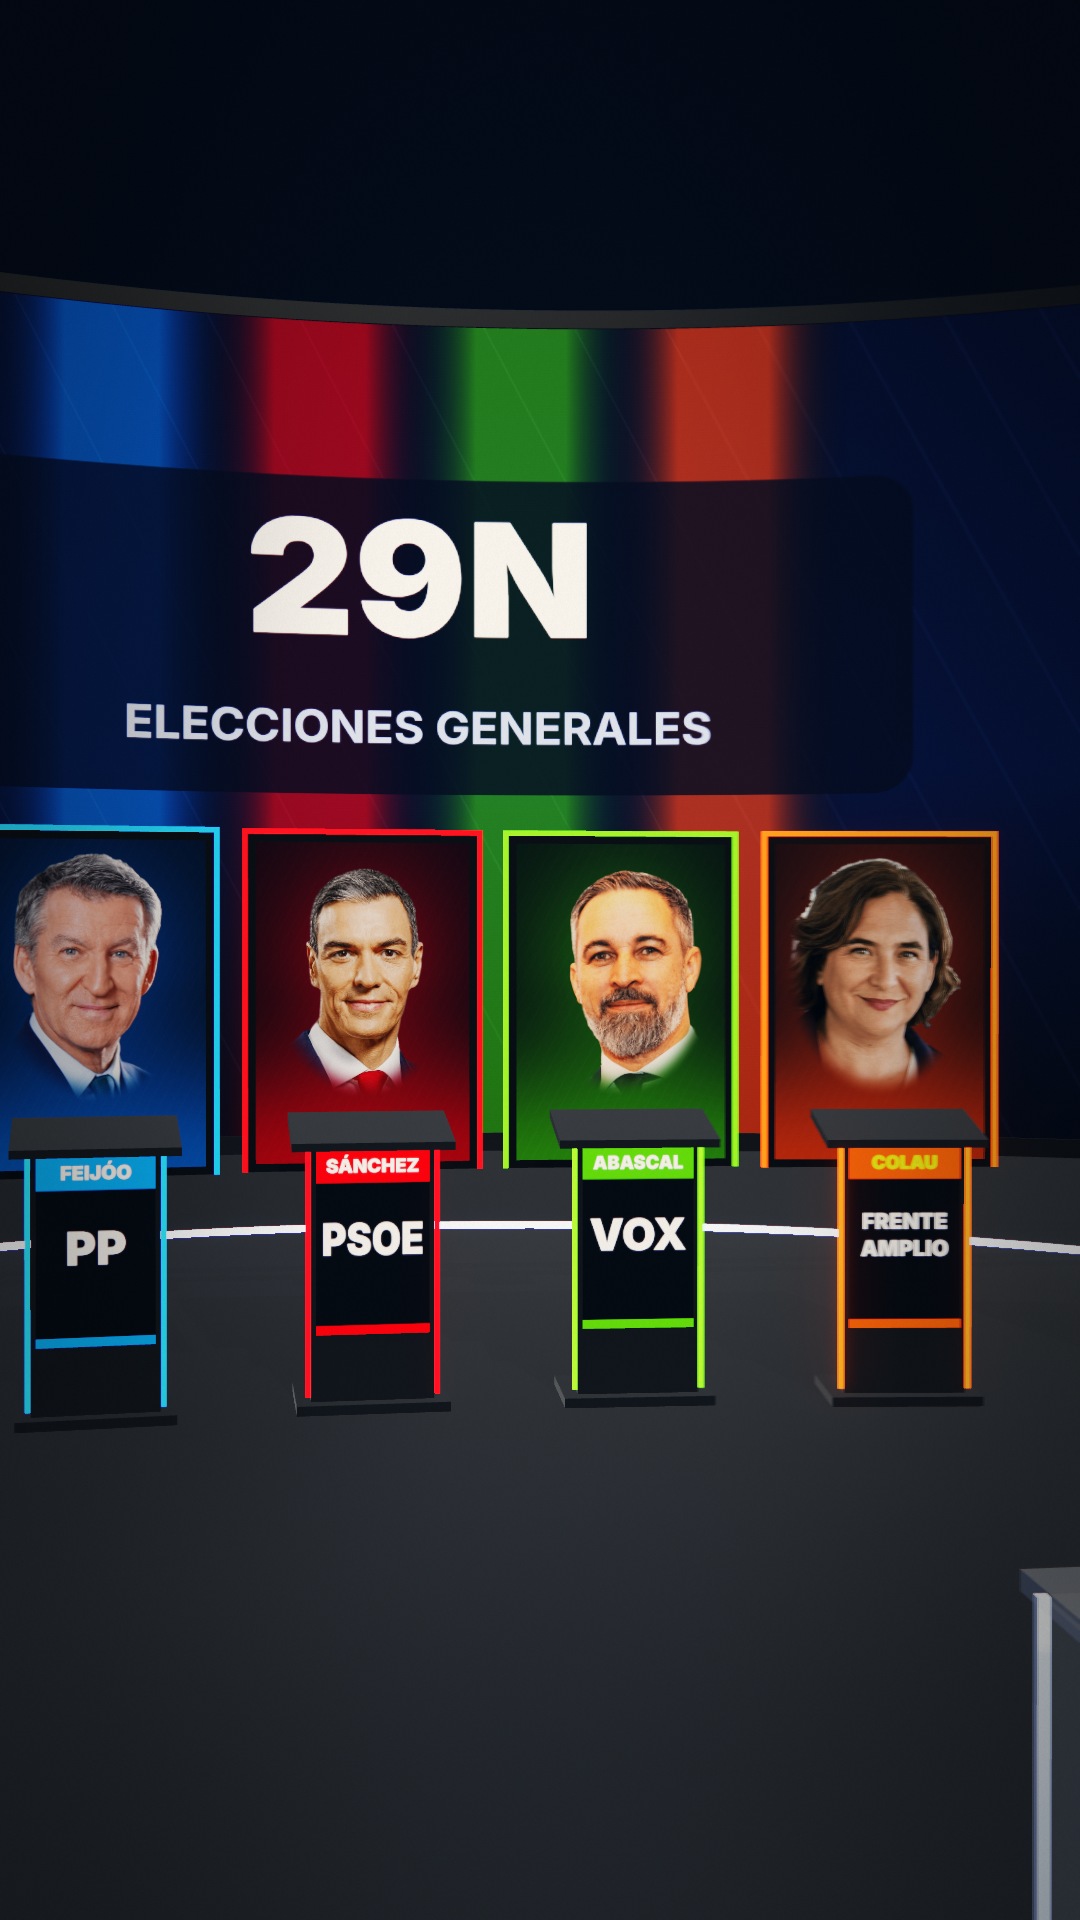 29N
ELECCIONES GENERALES
FEIJÓO
PP
SÁNCHEZ
PSOE
ABASCAL
VOX
COLAU
FRENTE
AMPLIO